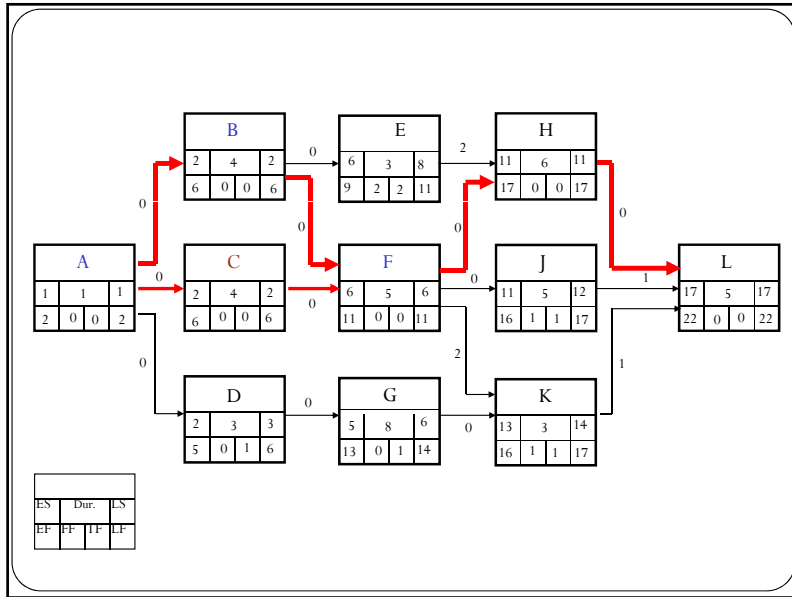 B
E
H
2 4 2
0
6 3 8
2
11 6 11
6 0 0 6
9 2 2 11
17 0 0 17
0
0
0
0
A
C
F
J
L
0
0
1
1 1 1
2 4 2
6 5 6
11 5 12
17 5 17
2 0 0 2
6 0 0 6
0
11 0 0 11
16 1 1 17
22 0 0 22
0
2
1
D
G
K
2 3 3
0
5 8 6
0
13 3 14
5 0 1 6
13 0 1 14
16 1 1 17
ES Dur. LS
EF FF TF LF